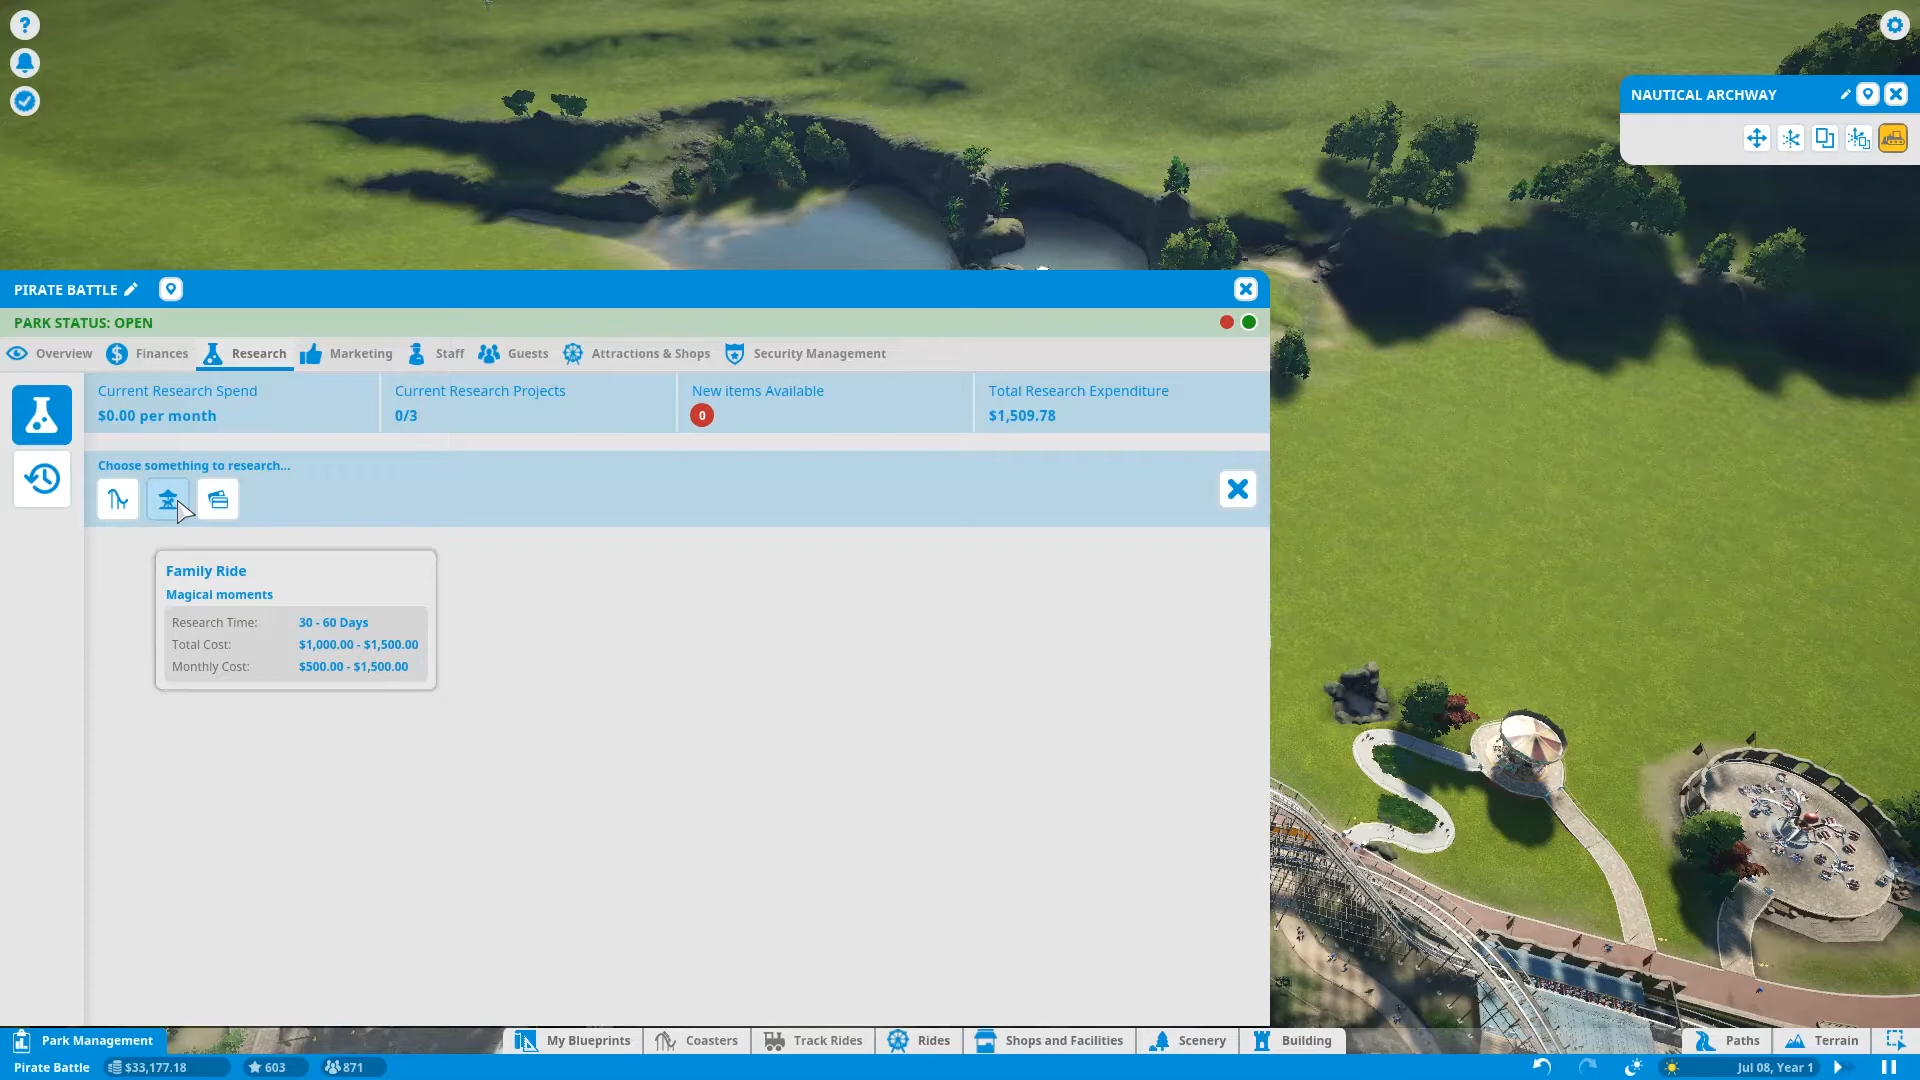 ?
NAUTICAL ARCHWAY
PIRATE BATTLE
PARK STATUS: OPEN
Overview
$
Finances
Research
Marketing
Staff
Guests
Attractions & Shops
Security Management
Current Research Spend
$0.00 per month
Current Research Projects
0/3
New items Available
0
Total Research Expenditure
$1,509.78
Choose something to research...
Family Ride
Magical moments
Research Time: 30 - 60 Days
Total Cost: $1,000.00 - $1,500.00
Monthly Cost: $500.00 - $1,500.00
Park Management
My Blueprints
Coasters
Track Rides
Rides
Shops and Facilities
Scenery
Building
Paths
Terrain
Pirate Battle
$33,177.18
603
871
Jul 08, Year 1